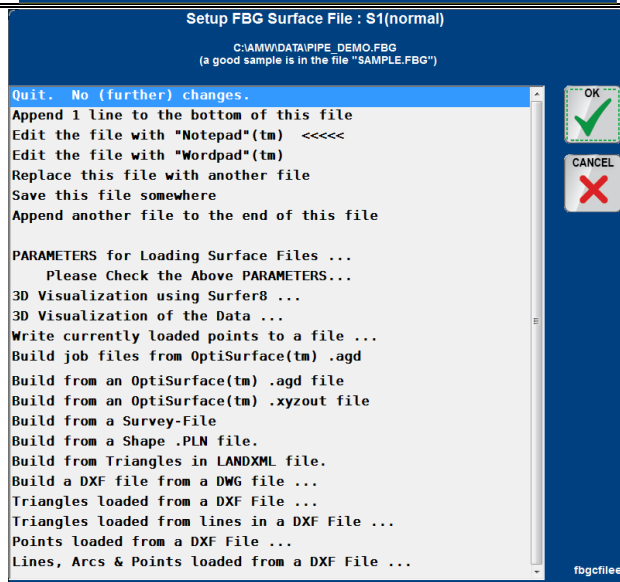 Setup FBG Surface File : S1(normal)
C:\AMW\DATA\PIPE_DEMO.FBG
(a good sample is in the file "SAMPLE.FBG")
Quit.  No (further) changes.
Append 1 line to the bottom of this file
Edit the file with "Notepad"(tm)  <<<<<
Edit the file with "Wordpad"(tm)
Replace this file with another file
Save this file somewhere
Append another file to the end of this file
PARAMETERS for Loading Surface Files ...
Please Check the Above PARAMETERS...
3D Visualization using Surfer8 ...
3D Visualization of the Data ...
Write currently loaded points to a file ...
Build job files from OptiSurface(tm) .agd
Build from an OptiSurface(tm) .agd file
Build from an OptiSurface(tm) .xyzout file
Build from a Survey-File
Build from a Shape .PLN file.
Build from Triangles in LANDXML file.
Build a DXF file from a DWG file ...
Triangles loaded from a DXF File ...
Triangles loaded from lines in a DXF File ...
Points loaded from a DXF File ...
Lines, Arcs & Points loaded from a DXF File ...
OK
CANCEL
fbgcfilee